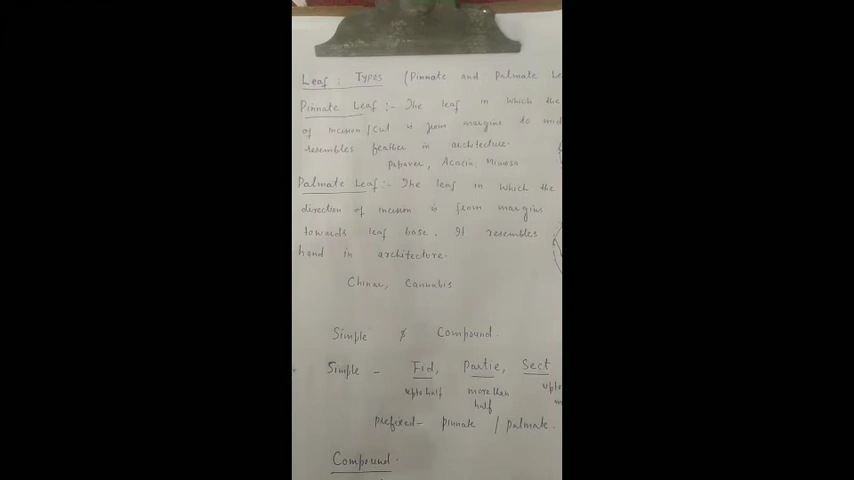 Leaf : Types (Pinnate and Palmate Le
Pinnate Leaf :- The leaf in which the
of incision / cut is from margins to mid
resembles feather in architecture.
Papaver, Acacia, Mimosa
Palmate Leaf :- The leaf in which the
direction of incision is from margins
towards leaf base. It resembles
hand in architecture.
Chinar, Cannabis
Simple & Compound.
Simple - Fid, Partie, Sect
upto half more than upto
half
prefixed- pinnate / palmate.
Compound.